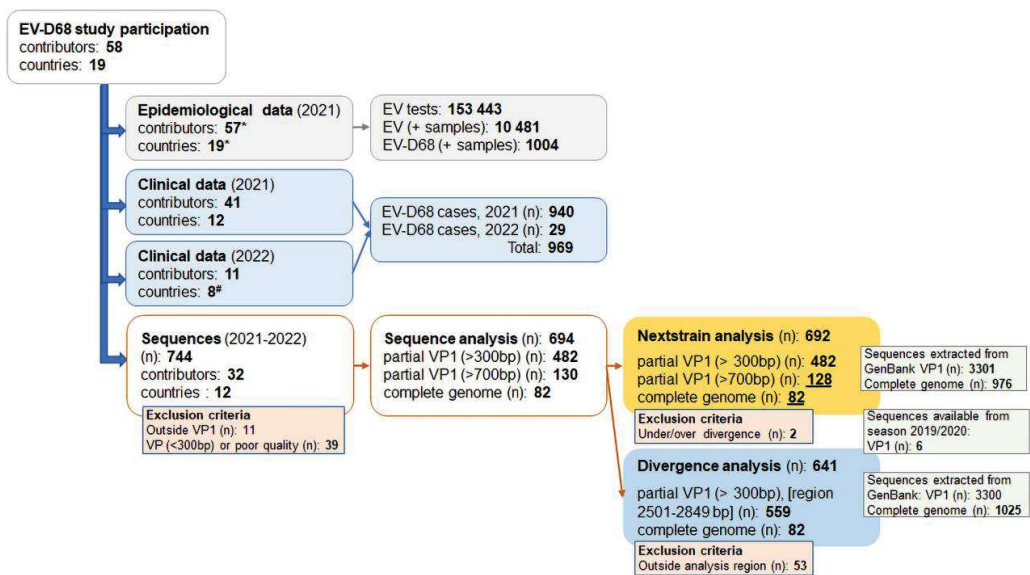 EV-D68 study participation
contributors: 58
countries: 19
Epidemiological data (2021)
contributors: 57*
countries: 19*
EV tests: 153 443
EV (+ samples): 10 481
EV-D68 (+ samples): 1004
Clinical data (2021)
contributors: 41
countries: 12
Clinical data (2022)
contributors: 11
countries: 8#
EV-D68 cases, 2021 (n): 940
EV-D68 cases, 2022 (n): 29
Total: 969
Sequences (2021-2022)
(n): 744
contributors: 32
countries : 12
Exclusion criteria
Outside VP1 (n): 11
VP (<300bp) or poor quality (n): 39
Sequence analysis (n): 694
partial VP1 (>300bp) (n): 482
partial VP1 (>700bp) (n): 130
complete genome (n): 82
Nextstrain analysis (n): 692
partial VP1 (> 300bp) (n): 482
partial VP1 (>700bp) (n): 128
complete genome (n): 82
Exclusion criteria
Under/over divergence (n): 2
Sequences extracted from
GenBank VP1 (n): 3301
Complete genome (n): 976
Sequences available from
season 2019/2020:
VP1 (n): 6
Divergence analysis (n): 641
partial VP1 (> 300bp), [region
2501-2849 bp] (n): 559
complete genome (n): 82
Exclusion criteria
Outside analysis region (n): 53
Sequences extracted from
GenBank: VP1 (n): 3300
Complete genome (n): 1025